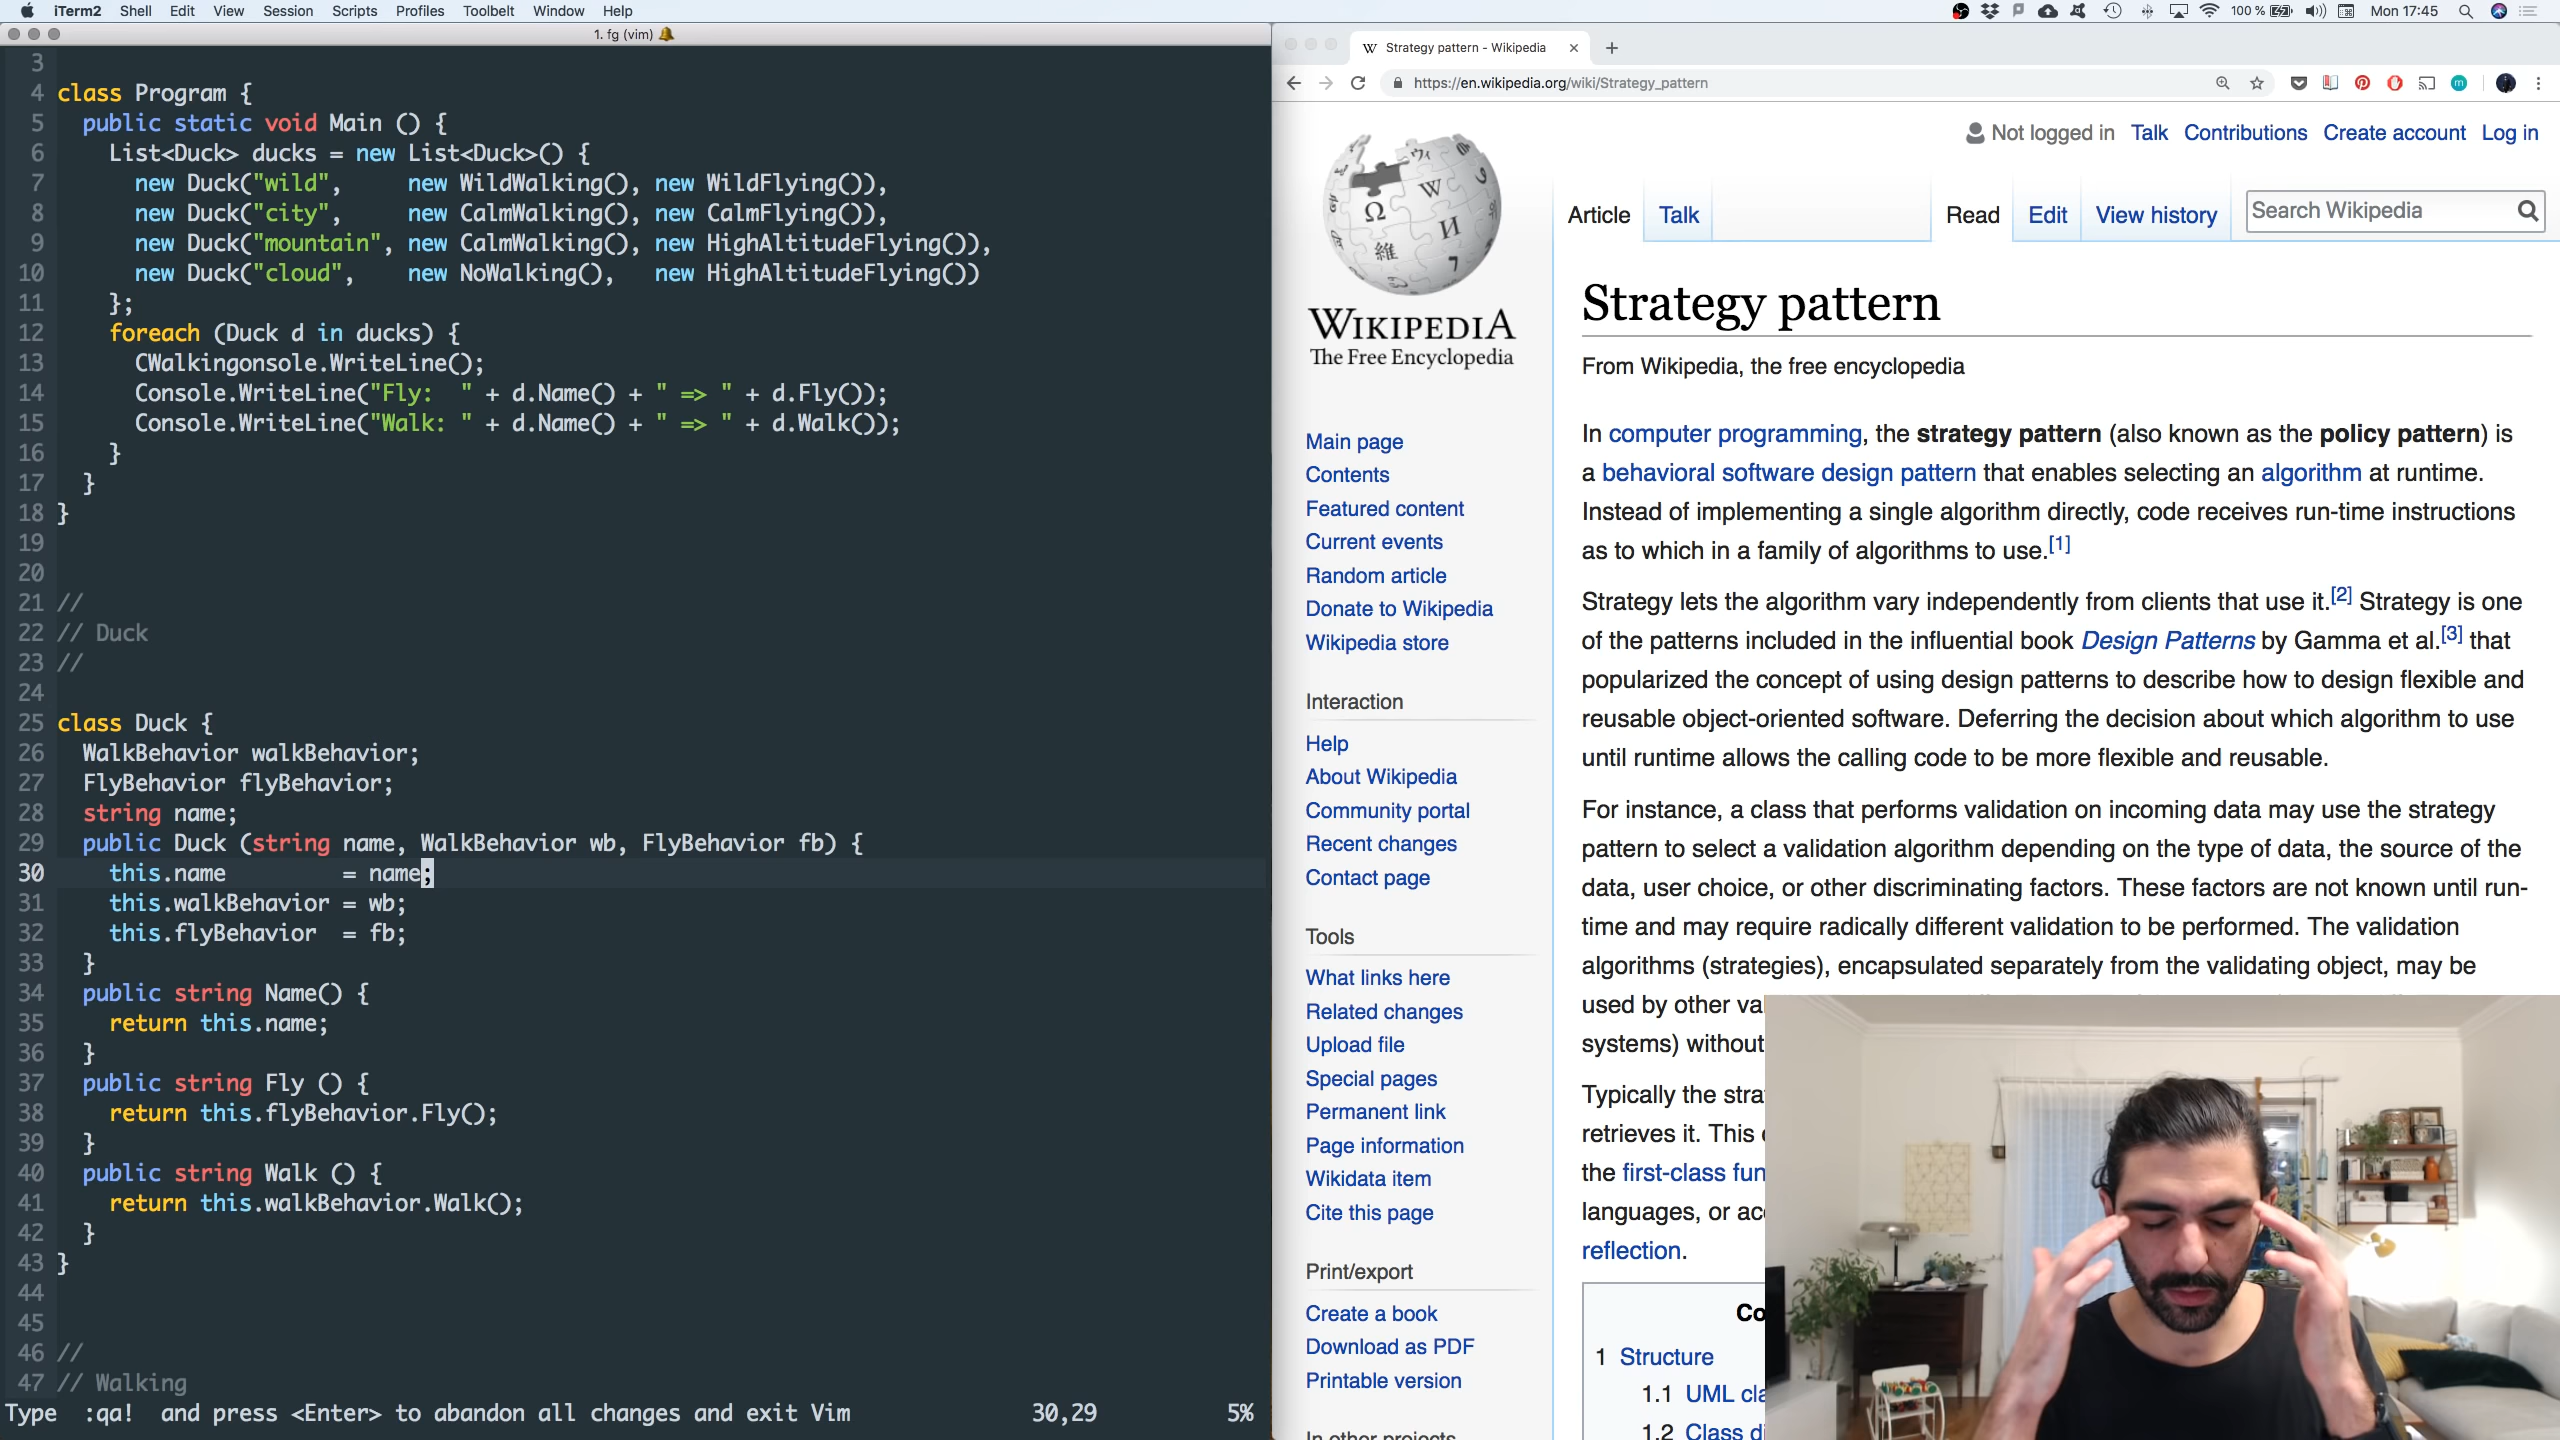 iTerm2 Shell Edit View Session Scripts Profiles Toolbelt Window Help
100 % Mon 17:45
1. fg (vim)
3
4 class Program {
5 public static void Main () {
6 List<Duck> ducks = new List<Duck>() {
7 new Duck("wild", new WildWalking(), new WildFlying()),
8 new Duck("city", new CalmWalking(), new CalmFlying()),
9 new Duck("mountain", new CalmWalking(), new HighAltitudeFlying()),
10 new Duck("cloud", new NoWalking(), new HighAltitudeFlying())
11 };
12 foreach (Duck d in ducks) {
13 CWalkingonsole.WriteLine();
14 Console.WriteLine("Fly: " + d.Name() + " => " + d.Fly());
15 Console.WriteLine("Walk: " + d.Name() + " => " + d.Walk());
16 }
17 }
18 }
19
20
21 //
22 // Duck
23 //
24
25 class Duck {
26 WalkBehavior walkBehavior;
27 FlyBehavior flyBehavior;
28 string name;
29 public Duck (string name, WalkBehavior wb, FlyBehavior fb) {
30 this.name = name;
31 this.walkBehavior = wb;
32 this.flyBehavior = fb;
33 }
34 public string Name() {
35 return this.name;
36 }
37 public string Fly () {
38 return this.flyBehavior.Fly();
39 }
40 public string Walk () {
41 return this.walkBehavior.Walk();
42 }
43 }
44
45
46 //
47 // Walking
Type :qa! and press <Enter> to abandon all changes and exit Vim 30,29 5%
W Strategy pattern - Wikipedia
https://en.wikipedia.org/wiki/Strategy_pattern
Not logged in Talk Contributions Create account Log in
Article Talk Read Edit View history Search Wikipedia
WIKIPEDIA
The Free Encyclopedia
Main page
Contents
Featured content
Current events
Random article
Donate to Wikipedia
Wikipedia store
Interaction
Help
About Wikipedia
Community portal
Recent changes
Contact page
Tools
What links here
Related changes
Upload file
Special pages
Permanent link
Page information
Wikidata item
Cite this page
Print/export
Create a book
Download as PDF
Printable version
In other projects
Strategy pattern
From Wikipedia, the free encyclopedia
In computer programming, the strategy pattern (also known as the policy pattern) is
a behavioral software design pattern that enables selecting an algorithm at runtime.
Instead of implementing a single algorithm directly, code receives run-time instructions
as to which in a family of algorithms to use.[1]
Strategy lets the algorithm vary independently from clients that use it.[2] Strategy is one
of the patterns included in the influential book Design Patterns by Gamma et al.[3] that
popularized the concept of using design patterns to describe how to design flexible and
reusable object-oriented software. Deferring the decision about which algorithm to use
until runtime allows the calling code to be more flexible and reusable.
For instance, a class that performs validation on incoming data may use the strategy
pattern to select a validation algorithm depending on the type of data, the source of the
data, user choice, or other discriminating factors. These factors are not known until run-
time and may require radically different validation to be performed. The validation
algorithms (strategies), encapsulated separately from the validating object, may be
used by other va
systems) without
Typically the stra
retrieves it. This
the first-class fun
languages, or ac
reflection.
Co
1 Structure
1.1 UML cla
1.2 Class di